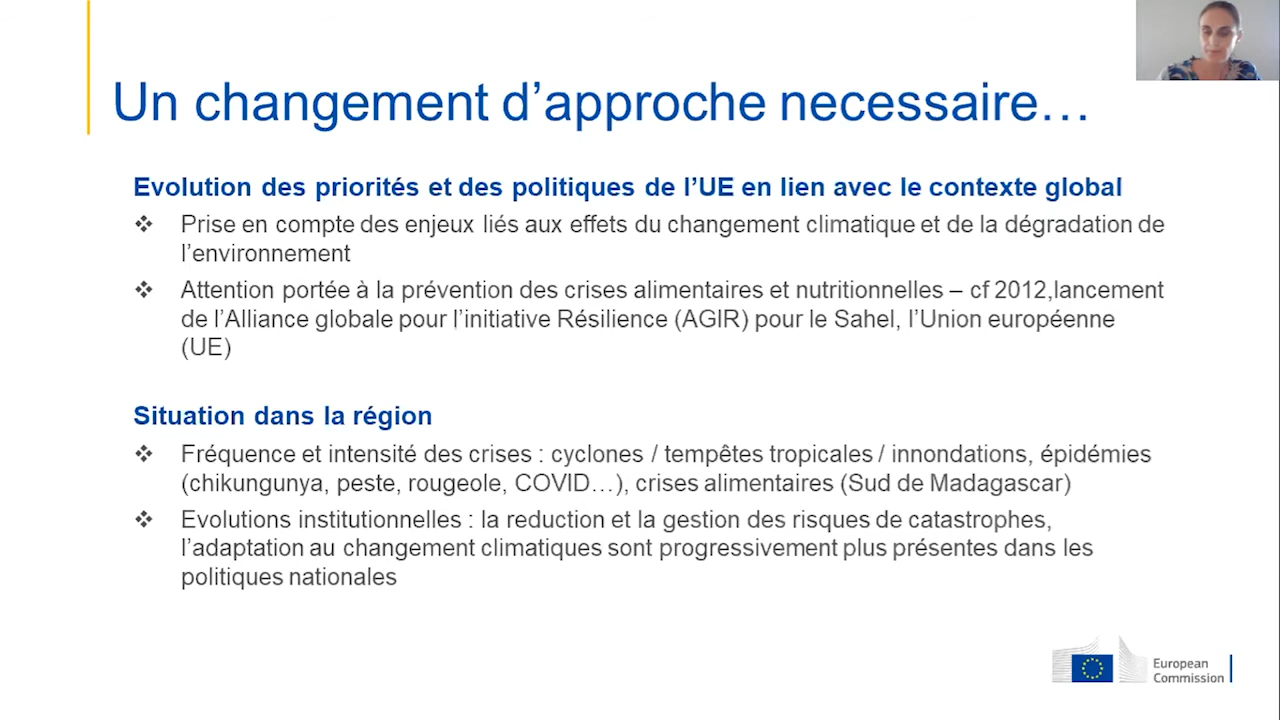 Un changement d’approche necessaire…
Evolution des priorités et des politiques de l’UE en lien avec le contexte global
❖ Prise en compte des enjeux liés aux effets du changement climatique et de la dégradation de
l’environnement
❖ Attention portée à la prévention des crises alimentaires et nutritionnelles – cf 2012,lancement
de l’Alliance globale pour l’initiative Résilience (AGIR) pour le Sahel, l’Union européenne
(UE)
Situation dans la région
❖ Fréquence et intensité des crises : cyclones / tempêtes tropicales / innondations, épidémies
(chikungunya, peste, rougeole, COVID…), crises alimentaires (Sud de Madagascar)
❖ Evolutions institutionnelles : la reduction et la gestion des risques de catastrophes,
l’adaptation au changement climatiques sont progressivement plus présentes dans les
politiques nationales
European
Commission